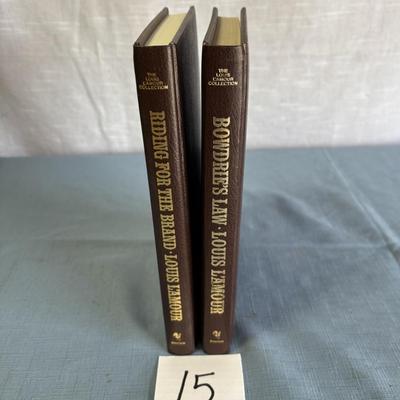 THE
LOUIS
L'AMOUR
COLLECTION
RIDING FOR THE BRAND • LOUIS L'AMOUR
THE
LOUIS
L'AMOUR
COLLECTION
BOWDRIE'S LAW • LOUIS L'AMOUR
15